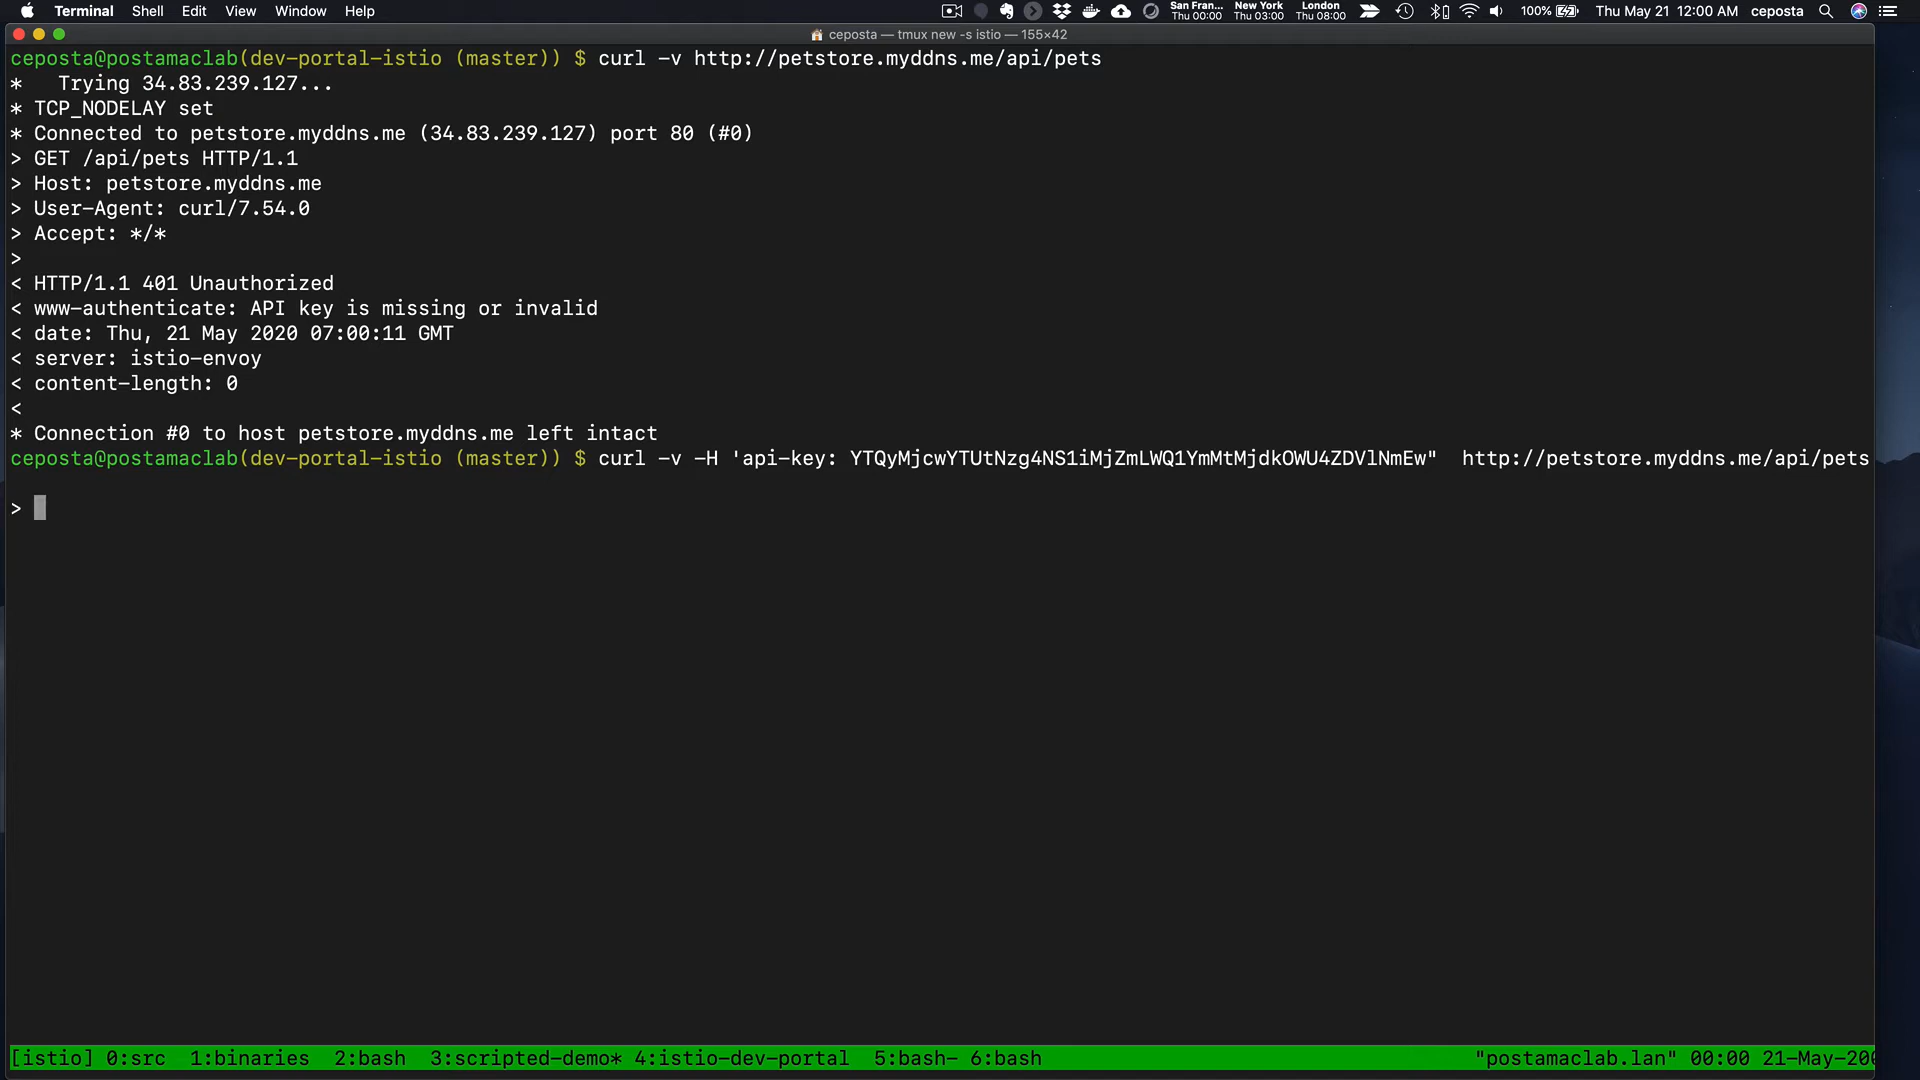 Terminal Shell Edit View Window Help San Fran... Thu 00:00 New York Thu 03:00 London Thu 08:00 100% Thu May 21 12:00 AM ceposta
ceposta — tmux new -s istio — 155×42
ceposta@postamaclab(dev-portal-istio (master)) $ curl -v http://petstore.myddns.me/api/pets
*   Trying 34.83.239.127...
* TCP_NODELAY set
* Connected to petstore.myddns.me (34.83.239.127) port 80 (#0)
> GET /api/pets HTTP/1.1
> Host: petstore.myddns.me
> User-Agent: curl/7.54.0
> Accept: */*
>
< HTTP/1.1 401 Unauthorized
< www-authenticate: API key is missing or invalid
< date: Thu, 21 May 2020 07:00:11 GMT
< server: istio-envoy
< content-length: 0
<
* Connection #0 to host petstore.myddns.me left intact
ceposta@postamaclab(dev-portal-istio (master)) $ curl -v -H 'api-key: YTQyMjcwYTUtNzg4NS1iMjZmLWQ1YmMtMjdkOWU4ZDVlNmEw"  http://petstore.myddns.me/api/pets
>
[istio] 0:src  1:binaries  2:bash  3:scripted-demo* 4:istio-dev-portal  5:bash- 6:bash "postamaclab.lan" 00:00 21-May-20